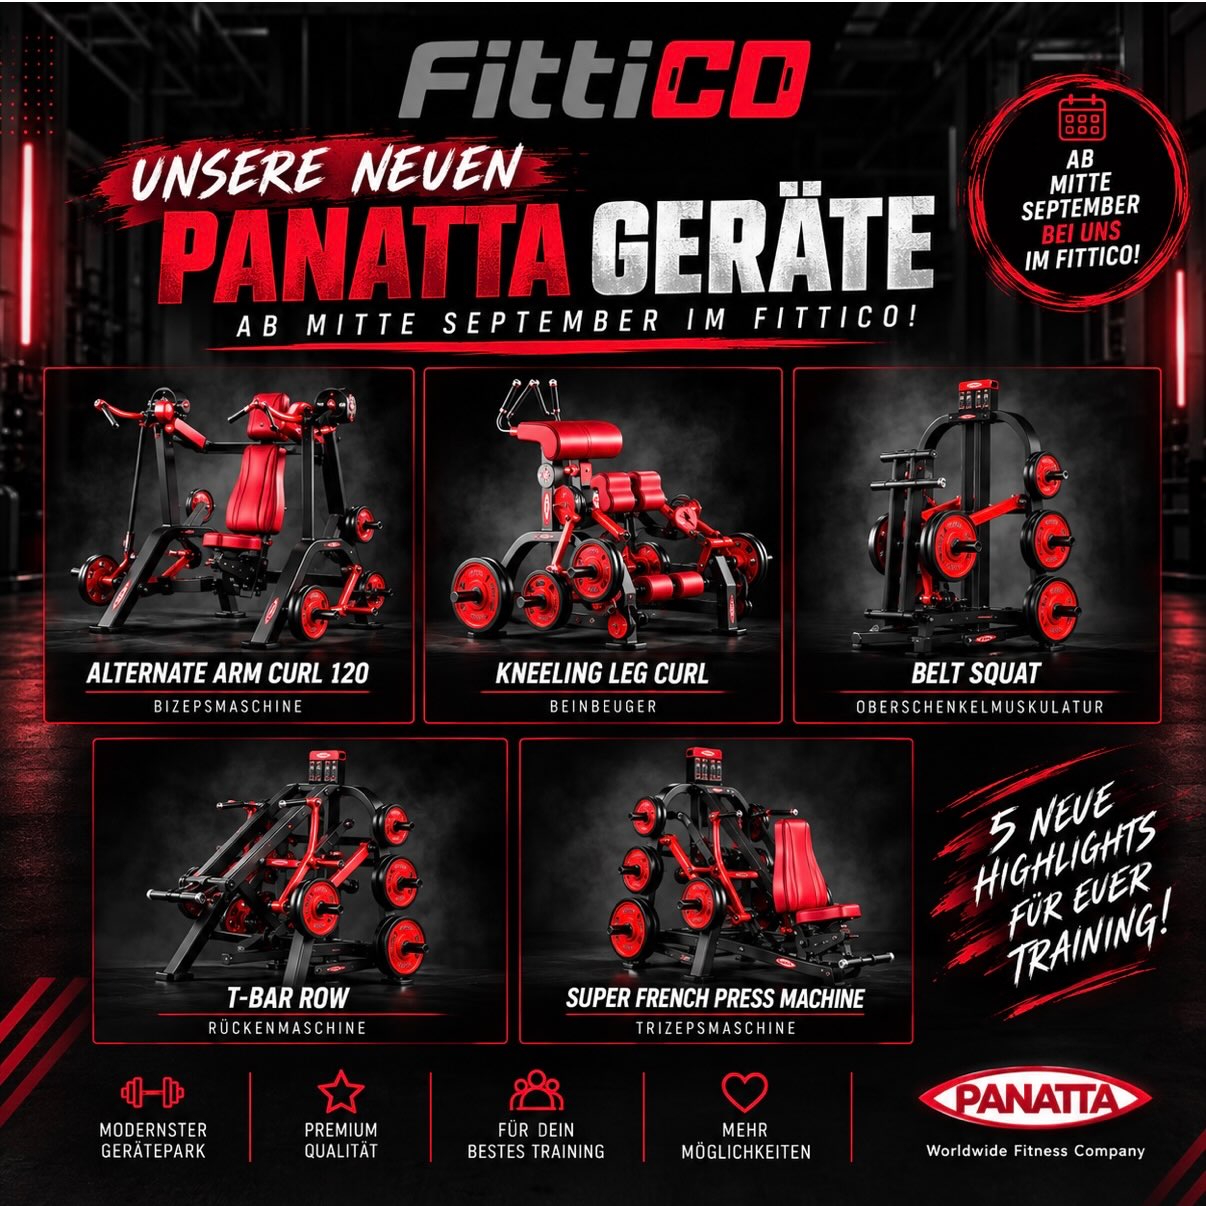 FittiCO
UNSERE NEUEN
PANATTA GERÄTE
AB MITTE SEPTEMBER IM FITTICO!
AB
MITTE
SEPTEMBER
BEI UNS
IM FITTICO!
ALTERNATE ARM CURL 120
BIZEPSMASCHINE
KNEELING LEG CURL
BEINBEUGER
BELT SQUAT
OBERSCHENKELMUSKULATUR
T-BAR ROW
RÜCKENMASCHINE
SUPER FRENCH PRESS MACHINE
TRIZEPSMASCHINE
5 NEUE
HIGHLIGHTS
FÜR EUER
TRAINING!
MODERNSTER
GERÄTEPARK
PREMIUM
QUALITÄT
FÜR DEIN
BESTES TRAINING
MEHR
MÖGLICHKEITEN
PANATTA
Worldwide Fitness Company